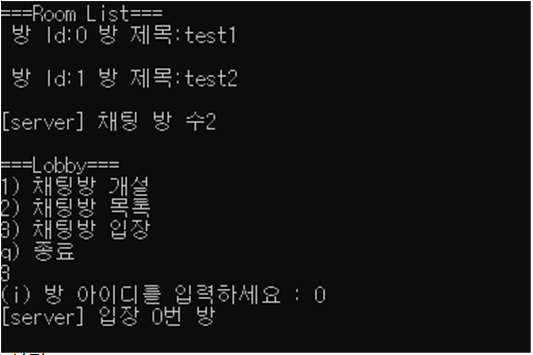 ===Room List===
방 Id:0 방 제목:test1
방 Id:1 방 제목:test2
[server] 채팅 방 수2
===Lobby===
1) 채팅방 개설
2) 채팅방 목록
3) 채팅방 입장
q) 종료
3
(i) 방 아이디를 입력하세요 : 0
[server] 입장 0번 방